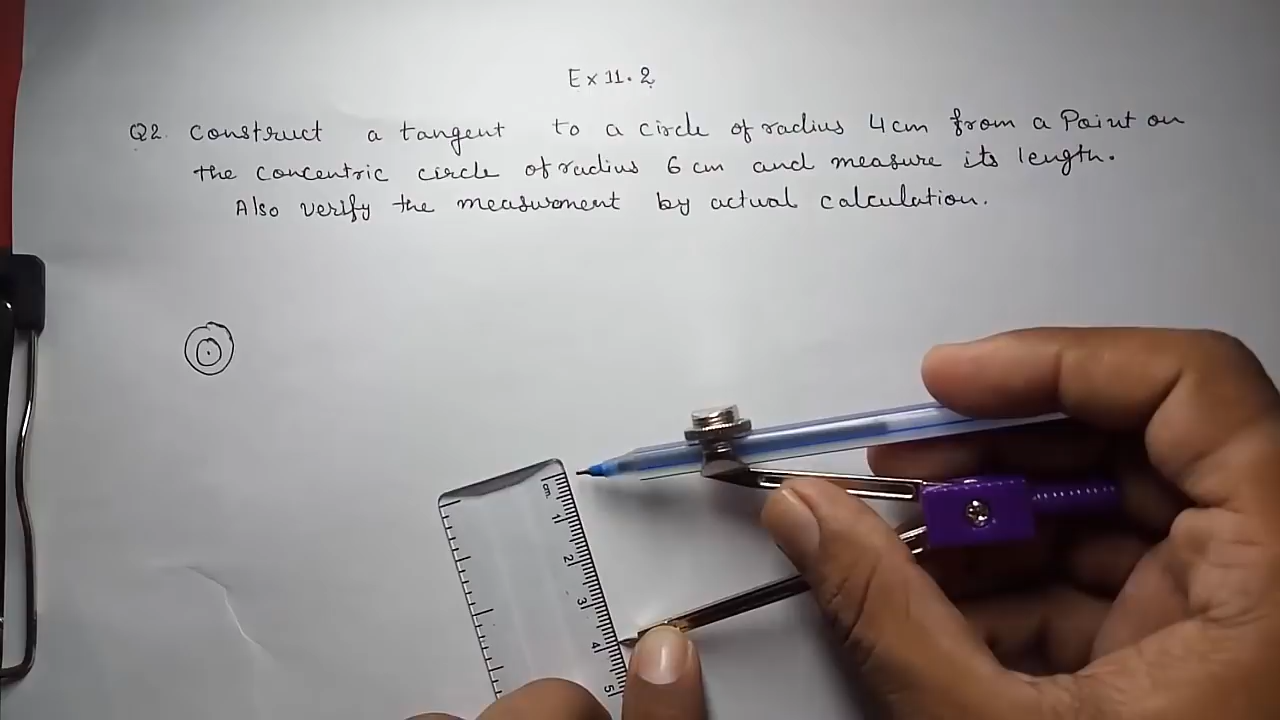 Ex 11.2
Q2. Construct a tangent to a circle of radius 4cm from a Point on
the concentric circle of radius 6 cm and measure its length.
Also verify the measurement by actual calculation.
cm
1
2
3
4
5